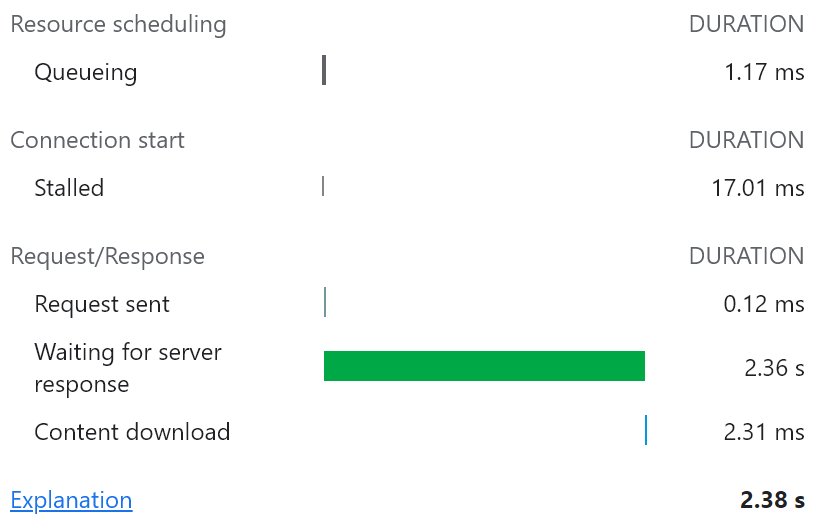 Resource scheduling DURATION
Queueing 1.17 ms
Connection start DURATION
Stalled 17.01 ms
Request/Response DURATION
Request sent 0.12 ms
Waiting for server
response 2.36 s
Content download 2.31 ms
Explanation 2.38 s